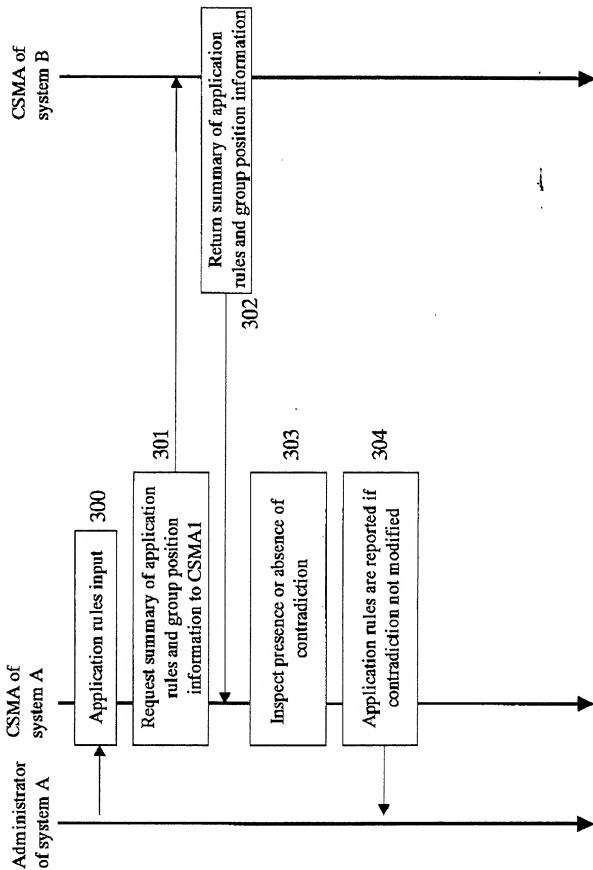 Administrator
of system A
CSMA of
system A
CSMA of
system B
Application rules input
300
Request summary of application
rules and group position
information to CSMA1
301
Return summary of application
rules and group position information
302
Inspect presence or absence of
contradiction
303
Application rules are reported if
contradiction not modified
304